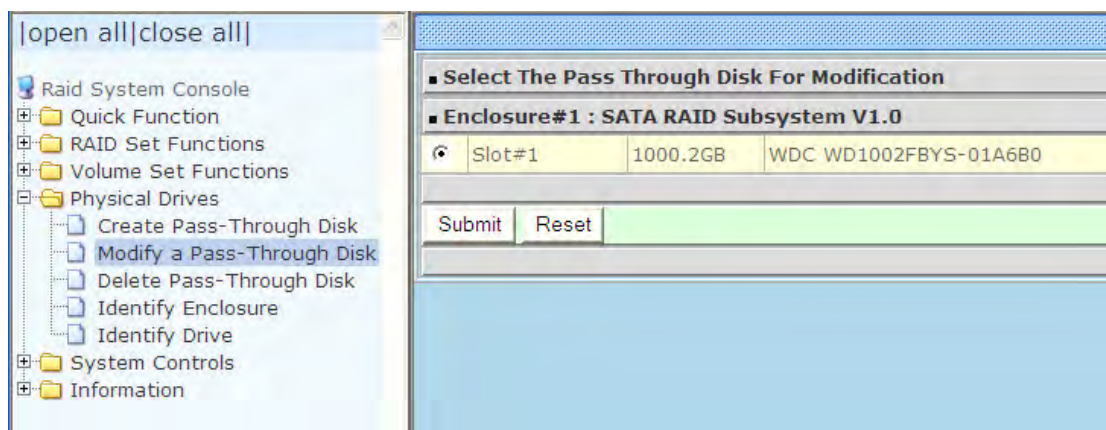 |open all|close all|
Raid System Console
Quick Function
RAID Set Functions
Volume Set Functions
Physical Drives
Create Pass-Through Disk
Modify a Pass-Through Disk
Delete Pass-Through Disk
Identify Enclosure
Identify Drive
System Controls
Information
Select The Pass Through Disk For Modification
Enclosure#1 : SATA RAID Subsystem V1.0
Slot#1 1000.2GB WDC WD1002FBYS-01A6B0
Submit Reset